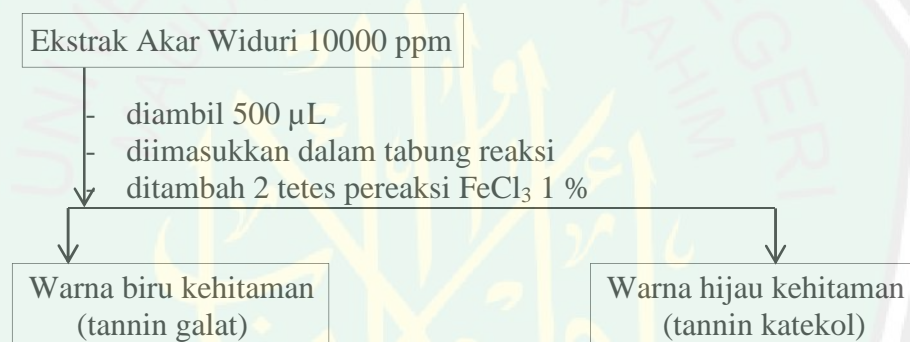 Ekstrak Akar Widuri 10000 ppm
- diambil 500 µL
- diimasukkan dalam tabung reaksi
- ditambah 2 tetes pereaksi FeCl₃ 1 %
Warna biru kehitaman
(tannin galat)
Warna hijau kehitaman
(tannin katekol)